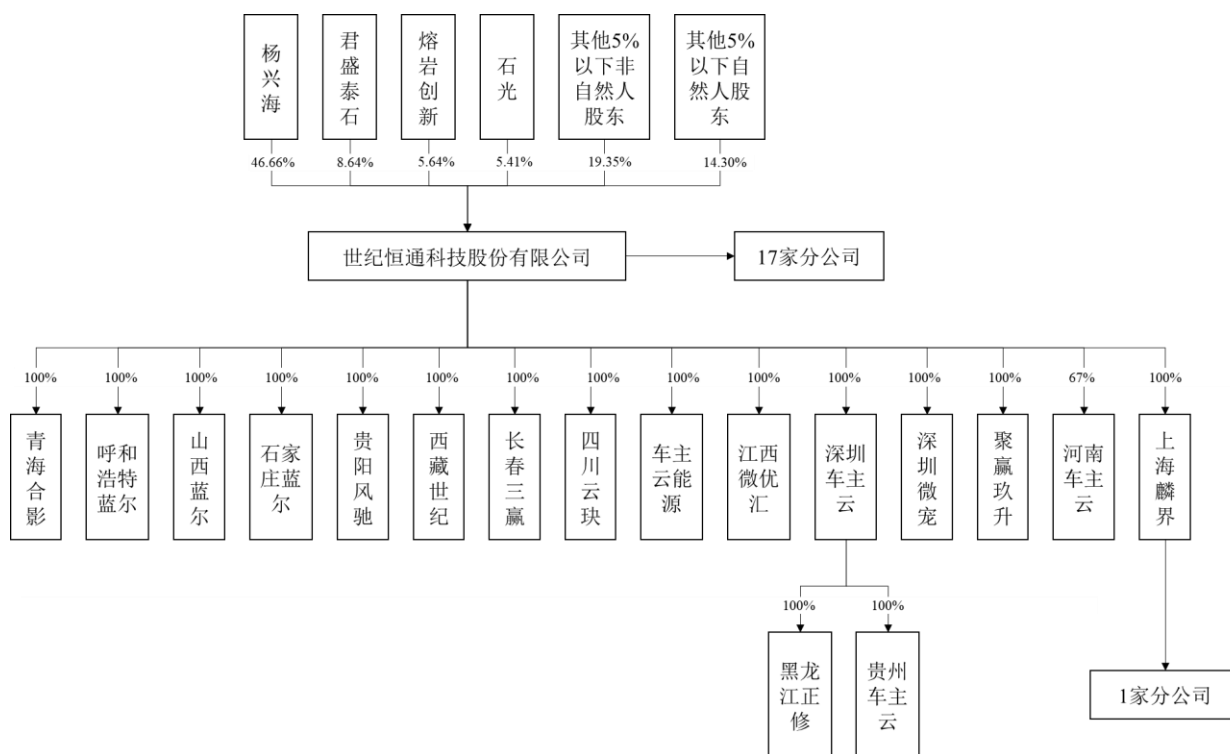 杨兴海
君盛泰石
熔岩创新
石光
其他5%
以下非
自然人
股东
其他5%
以下自
然人股
东
46.66%
8.64%
5.64%
5.41%
19.35%
14.30%
世纪恒通科技股份有限公司
17家分公司
100%
100%
100%
100%
100%
100%
100%
100%
100%
100%
100%
100%
100%
67%
100%
青海合影
呼和
浩特
蓝尔
山西蓝尔
石家
庄蓝
尔
贵阳风驰
西藏世纪
长春三赢
四川云玦
车主
云能
源
江西
微优
汇
深圳
车主
云
深圳微宠
聚赢玖升
河南
车主
云
上海麟界
100%
100%
黑龙
江正
修
贵州
车主
云
1家分公司